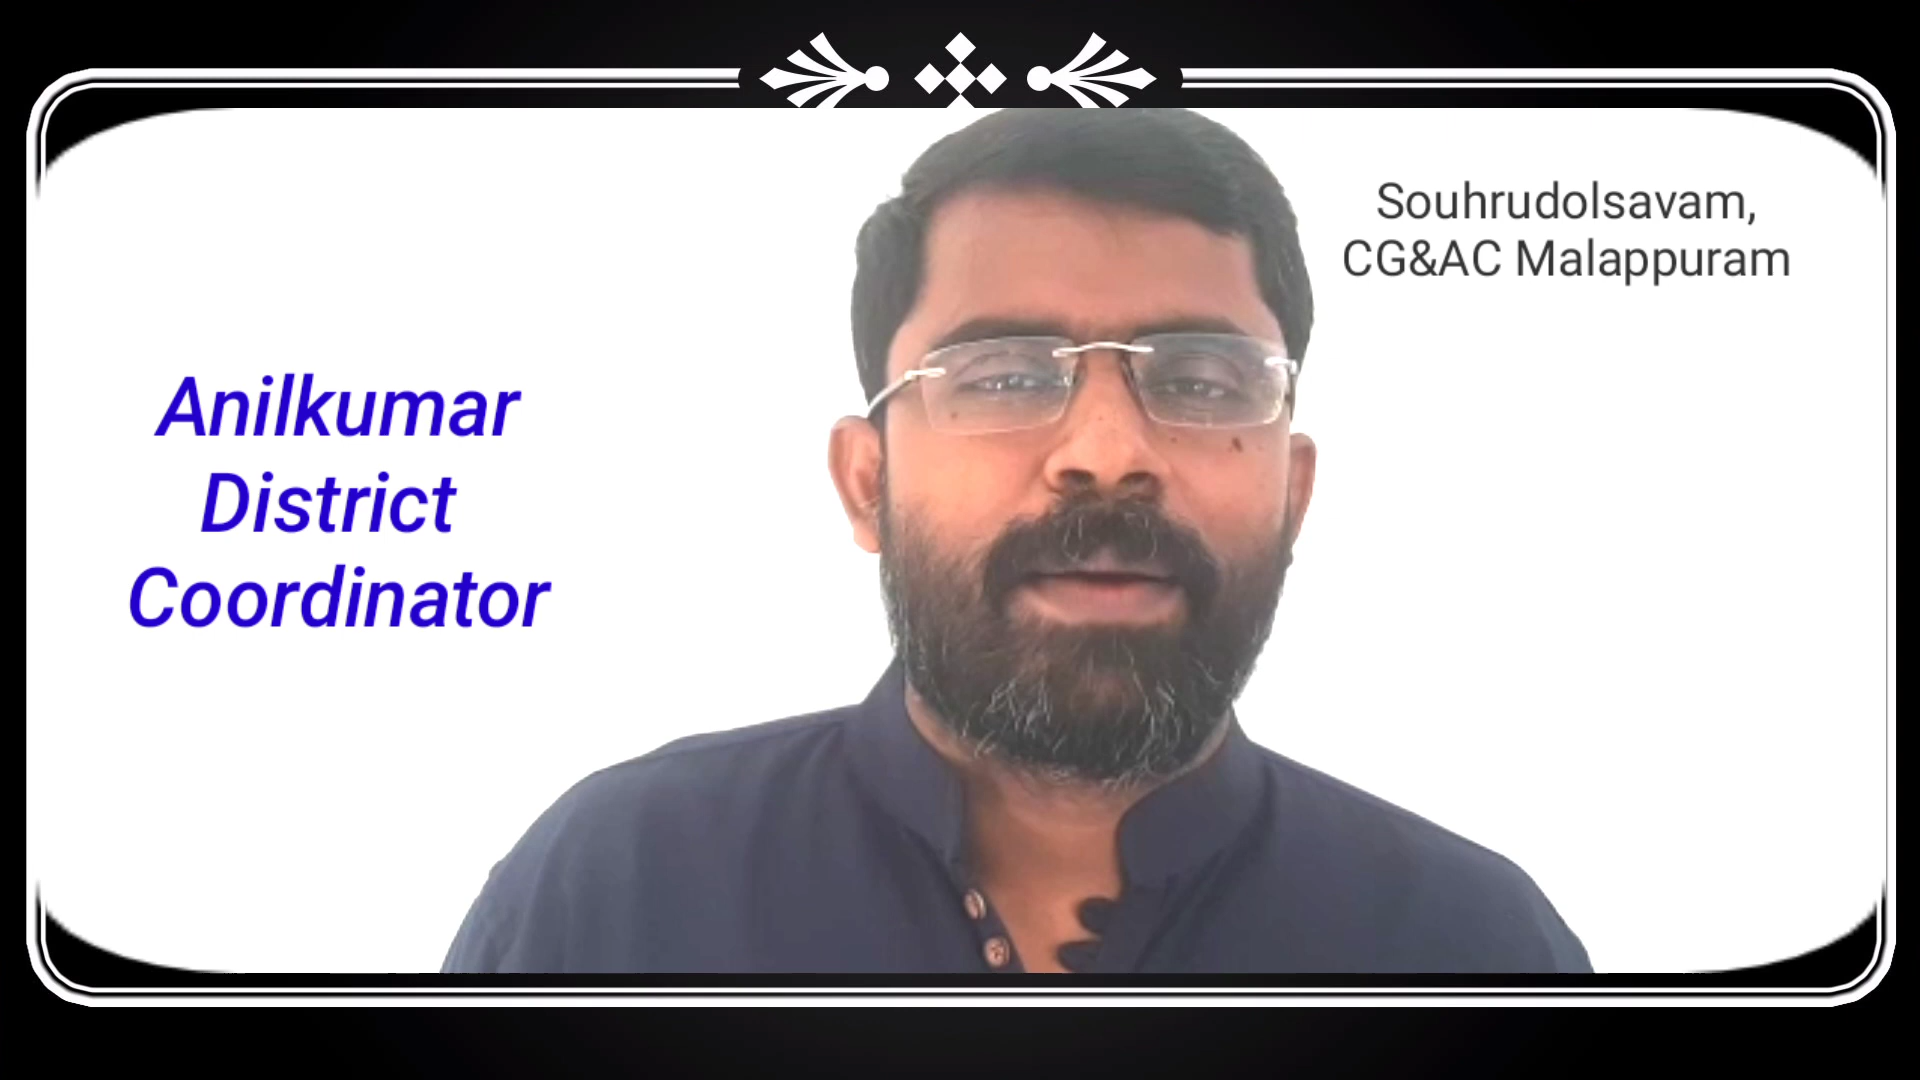 Souhrudolsavam,
CG&AC Malappuram
Anilkumar
District
Coordinator